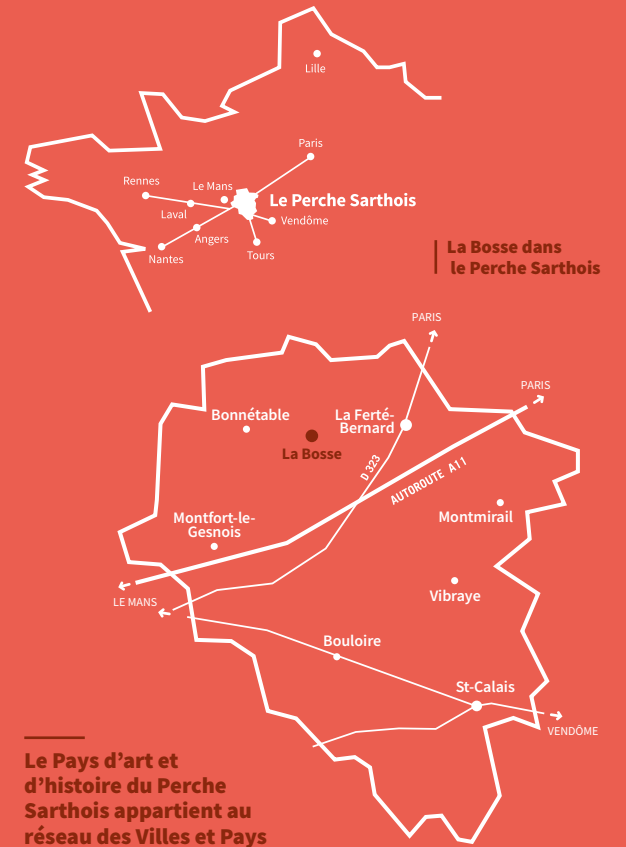 Lille
Paris
Rennes
Le Mans
Le Perche Sarthois
Laval
Vendôme
Angers
Nantes
Tours
La Bosse dans
le Perche Sarthois
PARIS
PARIS
Bonnétable
La Ferté-
Bernard
La Bosse
D 323
AUTOROUTE A11
Montfort-le-
Gesnois
Montmirail
Vibraye
LE MANS
Bouloire
St-Calais
VENDÔME
Le Pays d'art et
d'histoire du Perche
Sarthois appartient au
réseau des Villes et Pays